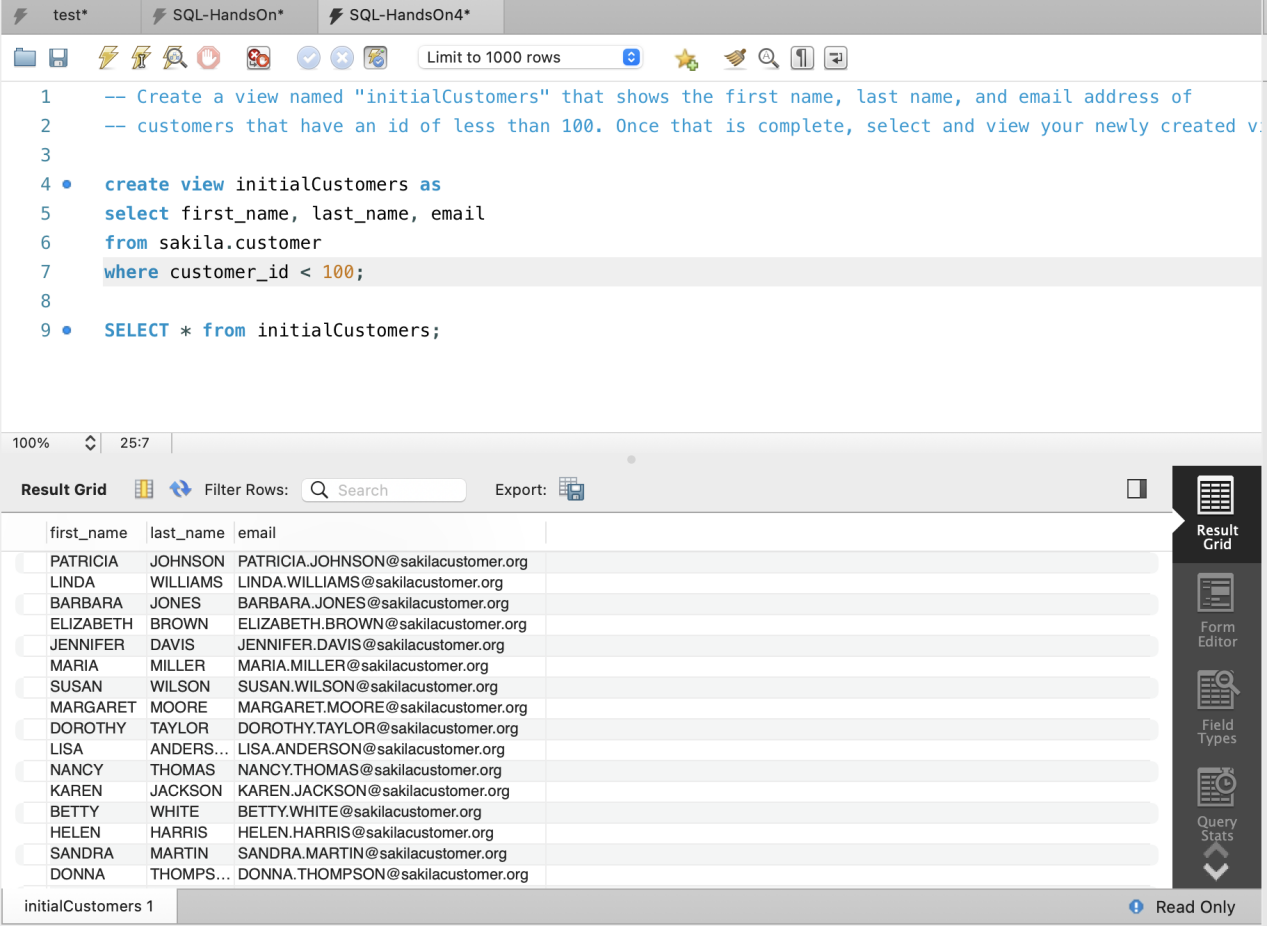 test* SQL-HandsOn* SQL-HandsOn4*
Limit to 1000 rows
1 -- Create a view named "initialCustomers" that shows the first name, last name, and email address of
2 -- customers that have an id of less than 100. Once that is complete, select and view your newly created
3
4 create view initialCustomers as
5 select first_name, last_name, email
6 from sakila.customer
7 where customer_id < 100;
8
9 SELECT * from initialCustomers;
100% 25:7
Result Grid Filter Rows: Search Export:
first_name last_name email
PATRICIA JOHNSON PATRICIA.JOHNSON@sakilacustomer.org
LINDA WILLIAMS LINDA.WILLIAMS@sakilacustomer.org
BARBARA JONES BARBARA.JONES@sakilacustomer.org
ELIZABETH BROWN ELIZABETH.BROWN@sakilacustomer.org
JENNIFER DAVIS JENNIFER.DAVIS@sakilacustomer.org
MARIA MILLER MARIA.MILLER@sakilacustomer.org
SUSAN WILSON SUSAN.WILSON@sakilacustomer.org
MARGARET MOORE MARGARET.MOORE@sakilacustomer.org
DOROTHY TAYLOR DOROTHY.TAYLOR@sakilacustomer.org
LISA ANDERS... LISA.ANDERSON@sakilacustomer.org
NANCY THOMAS NANCY.THOMAS@sakilacustomer.org
KAREN JACKSON KAREN.JACKSON@sakilacustomer.org
BETTY WHITE BETTY.WHITE@sakilacustomer.org
HELEN HARRIS HELEN.HARRIS@sakilacustomer.org
SANDRA MARTIN SANDRA.MARTIN@sakilacustomer.org
DONNA THOMPS... DONNA.THOMPSON@sakilacustomer.org
Result
Grid
Form
Editor
Field
Types
Query
Stats
initialCustomers 1 Read Only